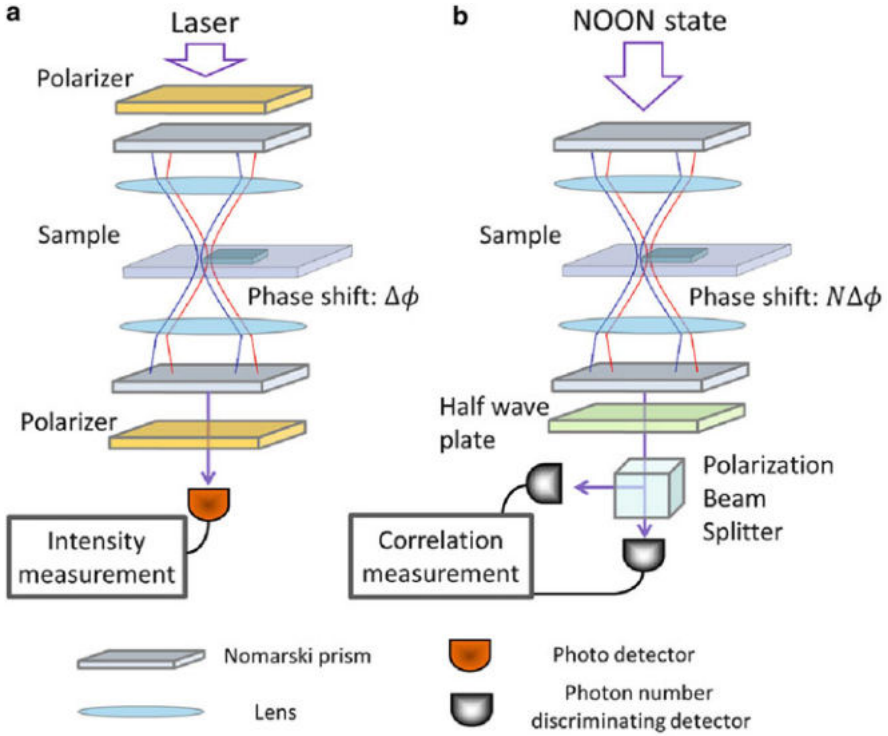 a
Laser
Polarizer
Sample
Phase shift: Δϕ
Polarizer
Intensity
measurement
b
NOON state
Sample
Phase shift: NΔϕ
Half wave
plate
Polarization
Beam
Splitter
Correlation
measurement
Nomarski prism
Lens
Photo detector
Photon number
discriminating detector